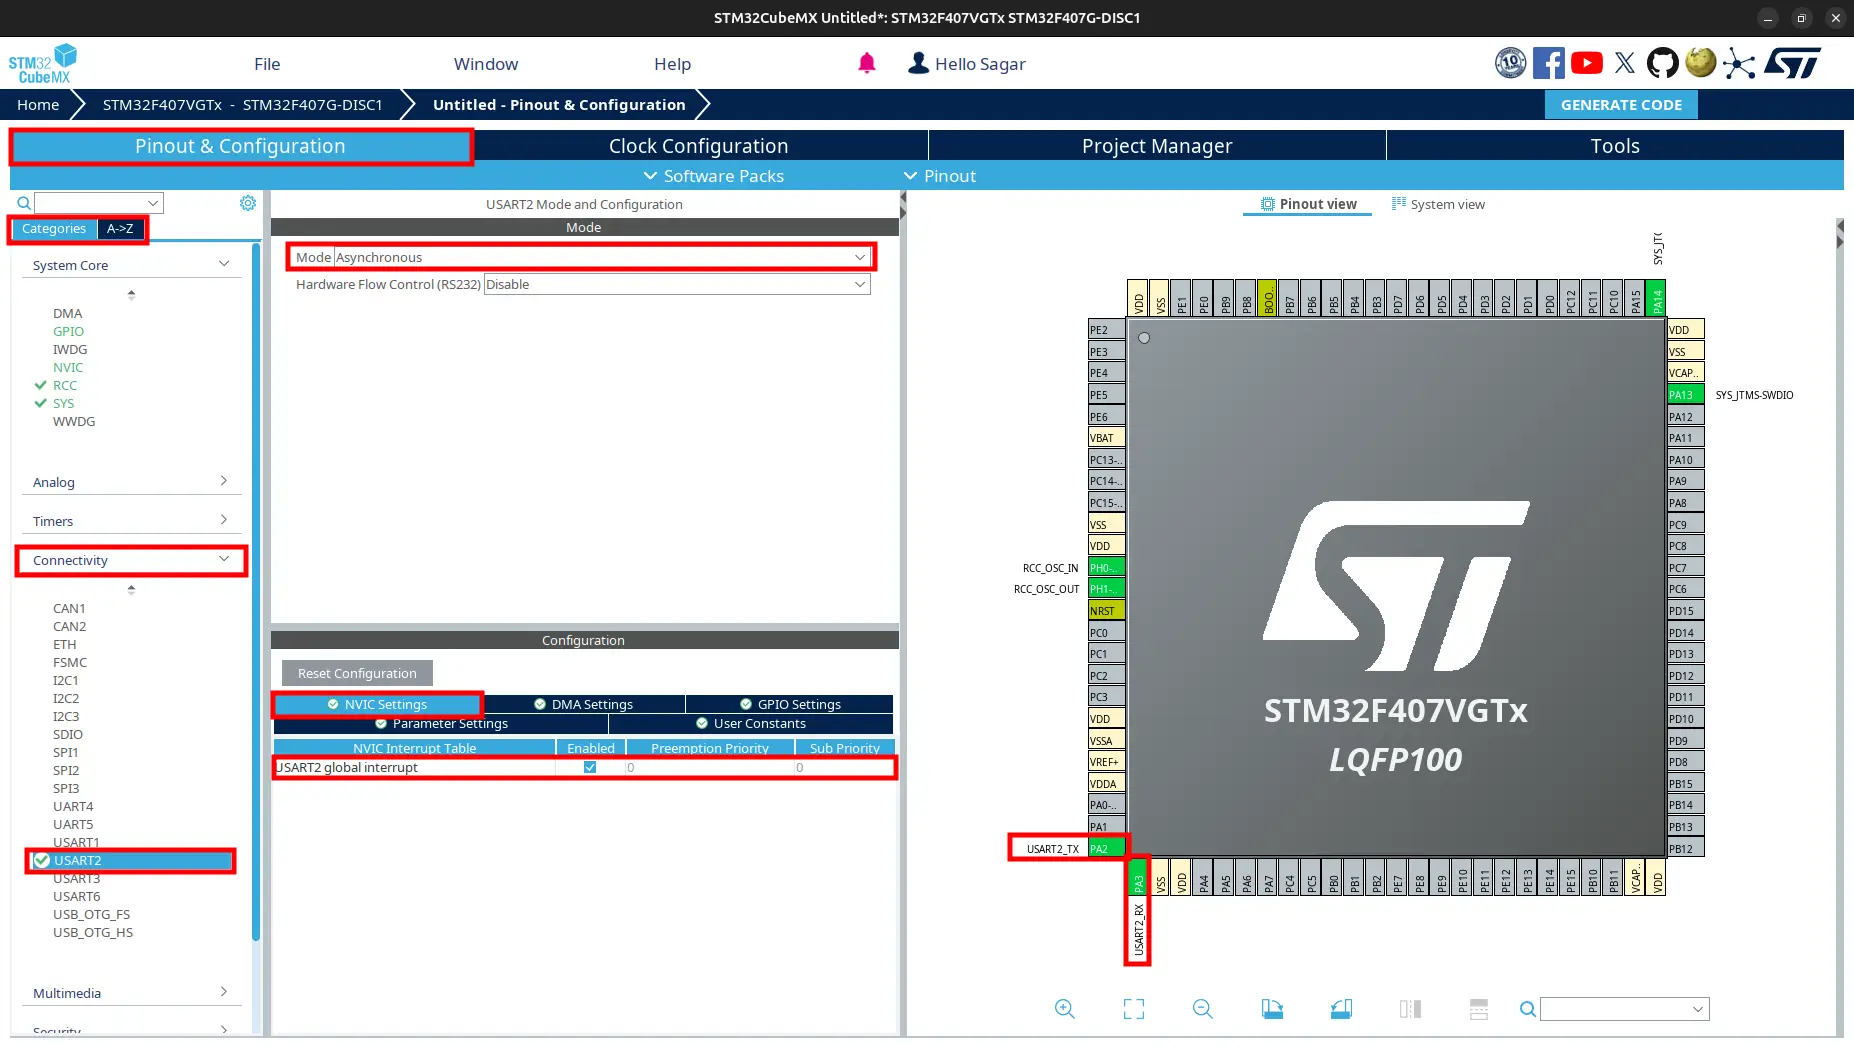 STM32CubeMX Untitled*: STM32F407VGTx STM32F407G-DISC1
STM32 CubeMX
File
Window
Help
10
Hello Sagar
Home
STM32F407VGTx - STM32F407G-DISC1
Untitled - Pinout & Configuration
GENERATE CODE
Pinout & Configuration
Clock Configuration
Project Manager
Tools
Software Packs
Pinout
Categories
A->Z
System Core
DMA
GPIO
IWDG
NVIC
RCC
SYS
WWDG
Analog
Timers
Connectivity
CAN1
CAN2
ETH
FSMC
I2C1
I2C2
I2C3
SDIO
SPI1
SPI2
SPI3
UART4
UART5
USART1
USART2
USART3
USART6
USB_OTG_FS
USB_OTG_HS
Multimedia
Security
USART2 Mode and Configuration
Mode
Mode Asynchronous
Hardware Flow Control (RS232) Disable
Configuration
Reset Configuration
NVIC Settings
DMA Settings
GPIO Settings
Parameter Settings
User Constants
NVIC Interrupt Table
Enabled
Preemption Priority
Sub Priority
USART2 global interrupt
0
0
Pinout view
System view
SYS_JT(
VDD
VSS
PE1
PE0
PB9
PB8
BOO..
PB7
PB6
PB5
PB4
PB3
PD7
PD6
PD5
PD4
PD3
PD2
PD1
PD0
PC12
PC11
PC10
PA15
PA14
PE2
PE3
PE4
PE5
PE6
VBAT
PC13-..
PC14-..
PC15-..
VSS
VDD
RCC_OSC_IN
PH0-..
RCC_OSC_OUT
PH1-..
NRST
PC0
PC1
PC2
PC3
VDD
VSSA
VREF+
VDDA
PA0-..
PA1
USART2_TX
PA2
ST
STM32F407VGTx
LQFP100
VDD
VSS
VCAP..
PA13
SYS_JTMS-SWDIO
PA12
PA11
PA10
PA9
PA8
PC9
PC8
PC7
PC6
PD15
PD14
PD13
PD12
PD11
PD10
PD9
PD8
PB15
PB14
PB13
PB12
PA3
VSS
VDD
PA4
PA5
PA6
PA7
PC4
PC5
PB0
PB1
PB2
PE7
PE8
PE9
PE10
PE11
PE12
PE13
PE14
PE15
PB10
PB11
VCAP..
VDD
USART2_RX